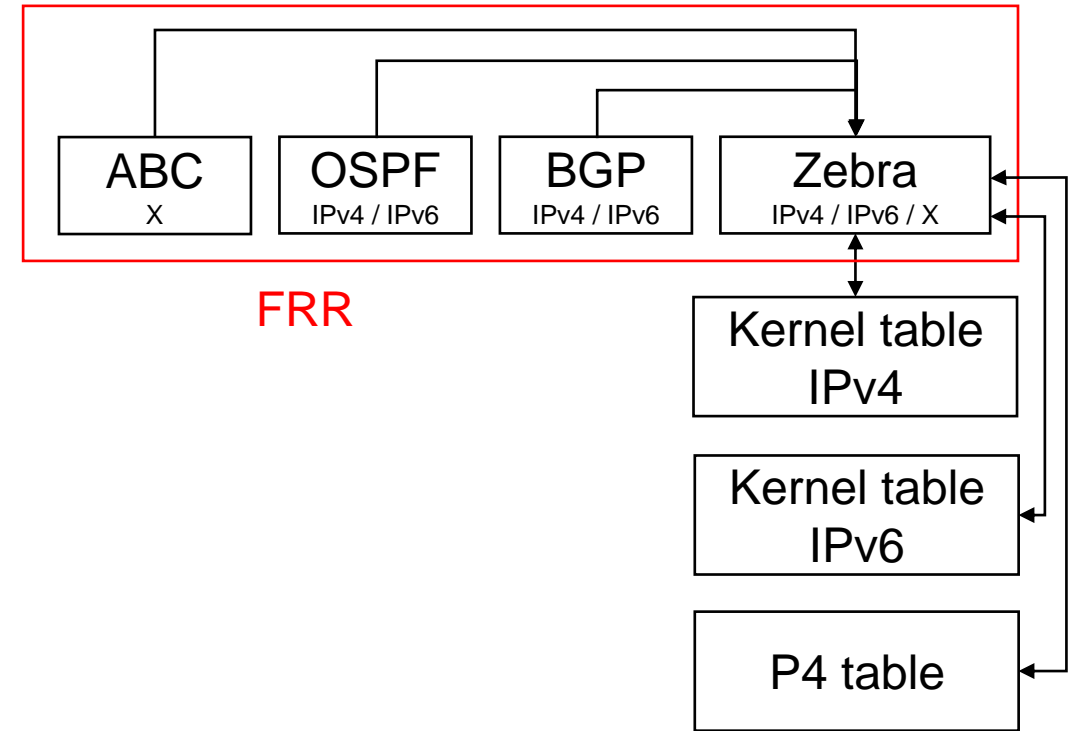 ABC
X
OSPF
IPv4 / IPv6
BGP
IPv4 / IPv6
Zebra
IPv4 / IPv6 / X
FRR
Kernel table
IPv4
Kernel table
IPv6
P4 table